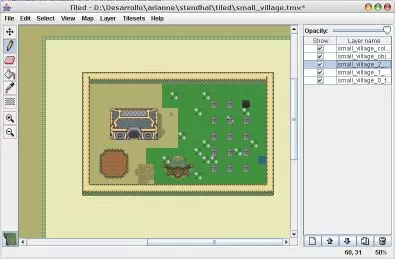 Tiled - D:\Desarrollo\arianne\stendhal\tiled\small_village.tmx*
File Edit Select View Map Layer Tilesets Help
Opacity:
Show Layer name
small_village_col...
small_village_obj...
small_village_2_...
small_village_1_...
small_village_0_f...
68, 31 50%